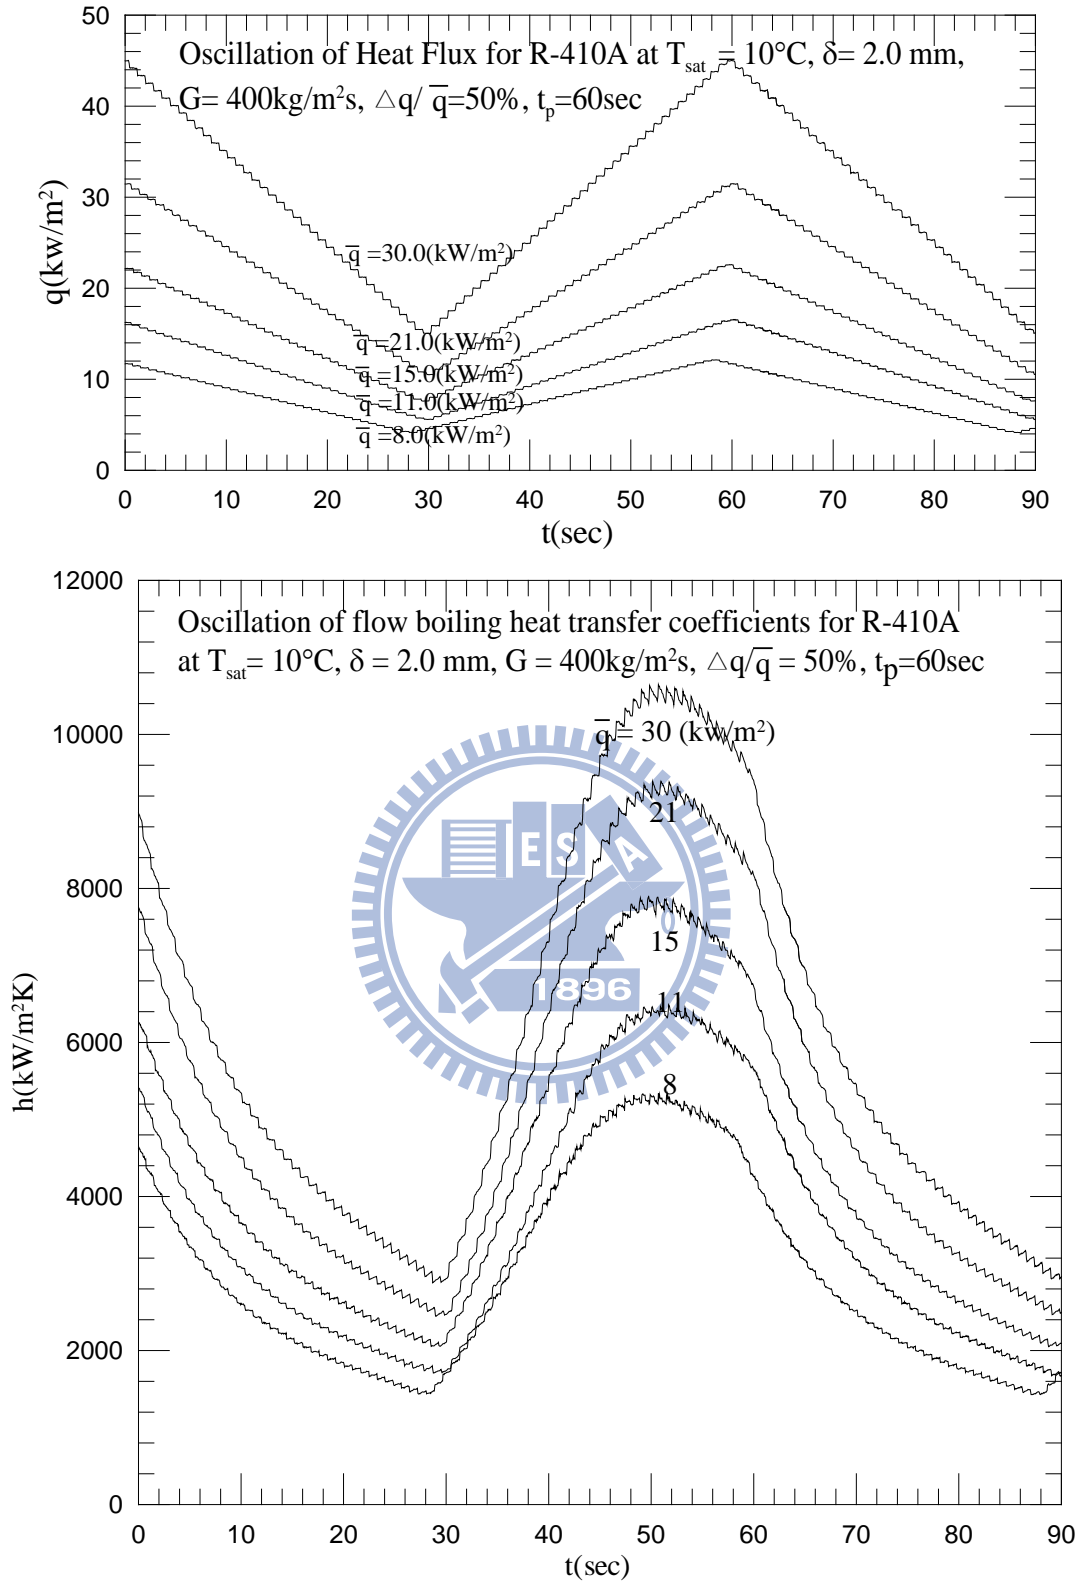 50
40
30
20
10
0
q(kw/m²)
Oscillation of Heat Flux for R-410A at Tsat = 10°C, δ= 2.0 mm,
G= 400kg/m²s, △q/ q̅=50%, tp=60sec
q̅ =30.0(kW/m²)
q̅ =21.0(kW/m²)
q̅ =15.0(kW/m²)
q̅ =11.0(kW/m²)
q̅ =8.0(kW/m²)
0 10 20 30 40 50 60 70 80 90
t(sec)
12000
10000
8000
6000
4000
2000
0
h(kW/m²K)
Oscillation of flow boiling heat transfer coefficients for R-410A
at Tsat= 10°C, δ = 2.0 mm, G = 400kg/m²s, △q/q̅ = 50%, tp=60sec
q̅ = 30 (kw/m²)
21
15
11
8
ESA
1896
0 10 20 30 40 50 60 70 80 90
t(sec)